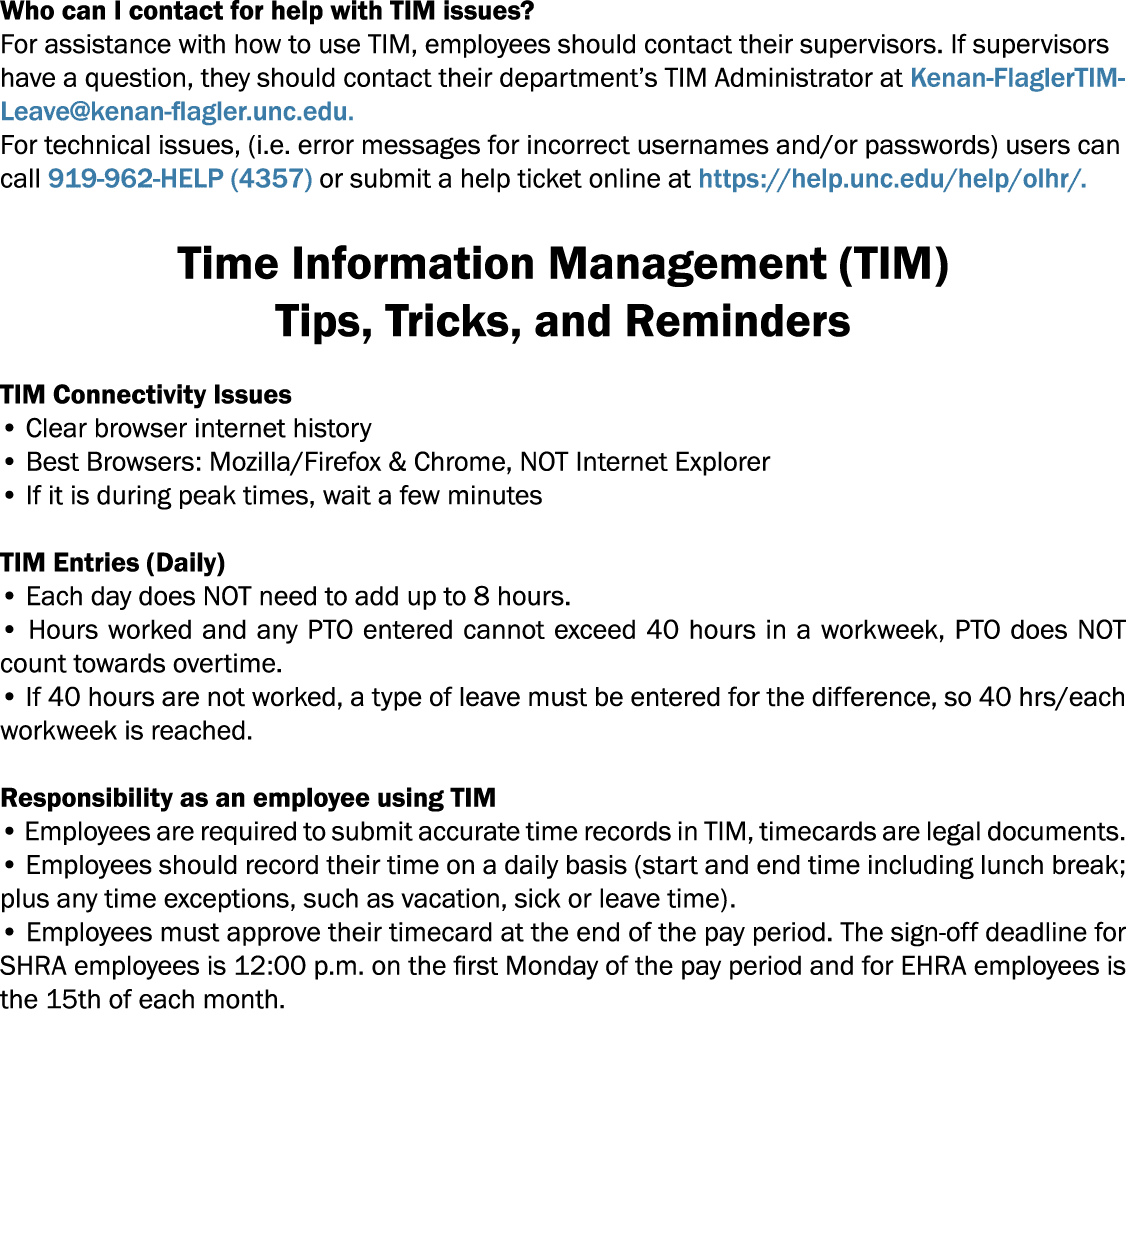 Who can I contact for help with TIM issues?
For assistance with how to use TIM, employees should contact their supervisors. If supervisors
have a question, they should contact their department’s TIM Administrator at Kenan-FlaglerTIM-
Leave@kenan-flagler.unc.edu.
For technical issues, (i.e. error messages for incorrect usernames and/or passwords) users can
call 919-962-HELP (4357) or submit a help ticket online at https://help.unc.edu/help/olhr/.
Time Information Management (TIM)
Tips, Tricks, and Reminders
TIM Connectivity Issues
• Clear browser internet history
• Best Browsers: Mozilla/Firefox & Chrome, NOT Internet Explorer
• If it is during peak times, wait a few minutes
TIM Entries (Daily)
• Each day does NOT need to add up to 8 hours.
• Hours worked and any PTO entered cannot exceed 40 hours in a workweek, PTO does NOT
count towards overtime.
• If 40 hours are not worked, a type of leave must be entered for the difference, so 40 hrs/each
workweek is reached.
Responsibility as an employee using TIM
• Employees are required to submit accurate time records in TIM, timecards are legal documents.
• Employees should record their time on a daily basis (start and end time including lunch break;
plus any time exceptions, such as vacation, sick or leave time).
• Employees must approve their timecard at the end of the pay period. The sign-off deadline for
SHRA employees is 12:00 p.m. on the first Monday of the pay period and for EHRA employees is
the 15th of each month.